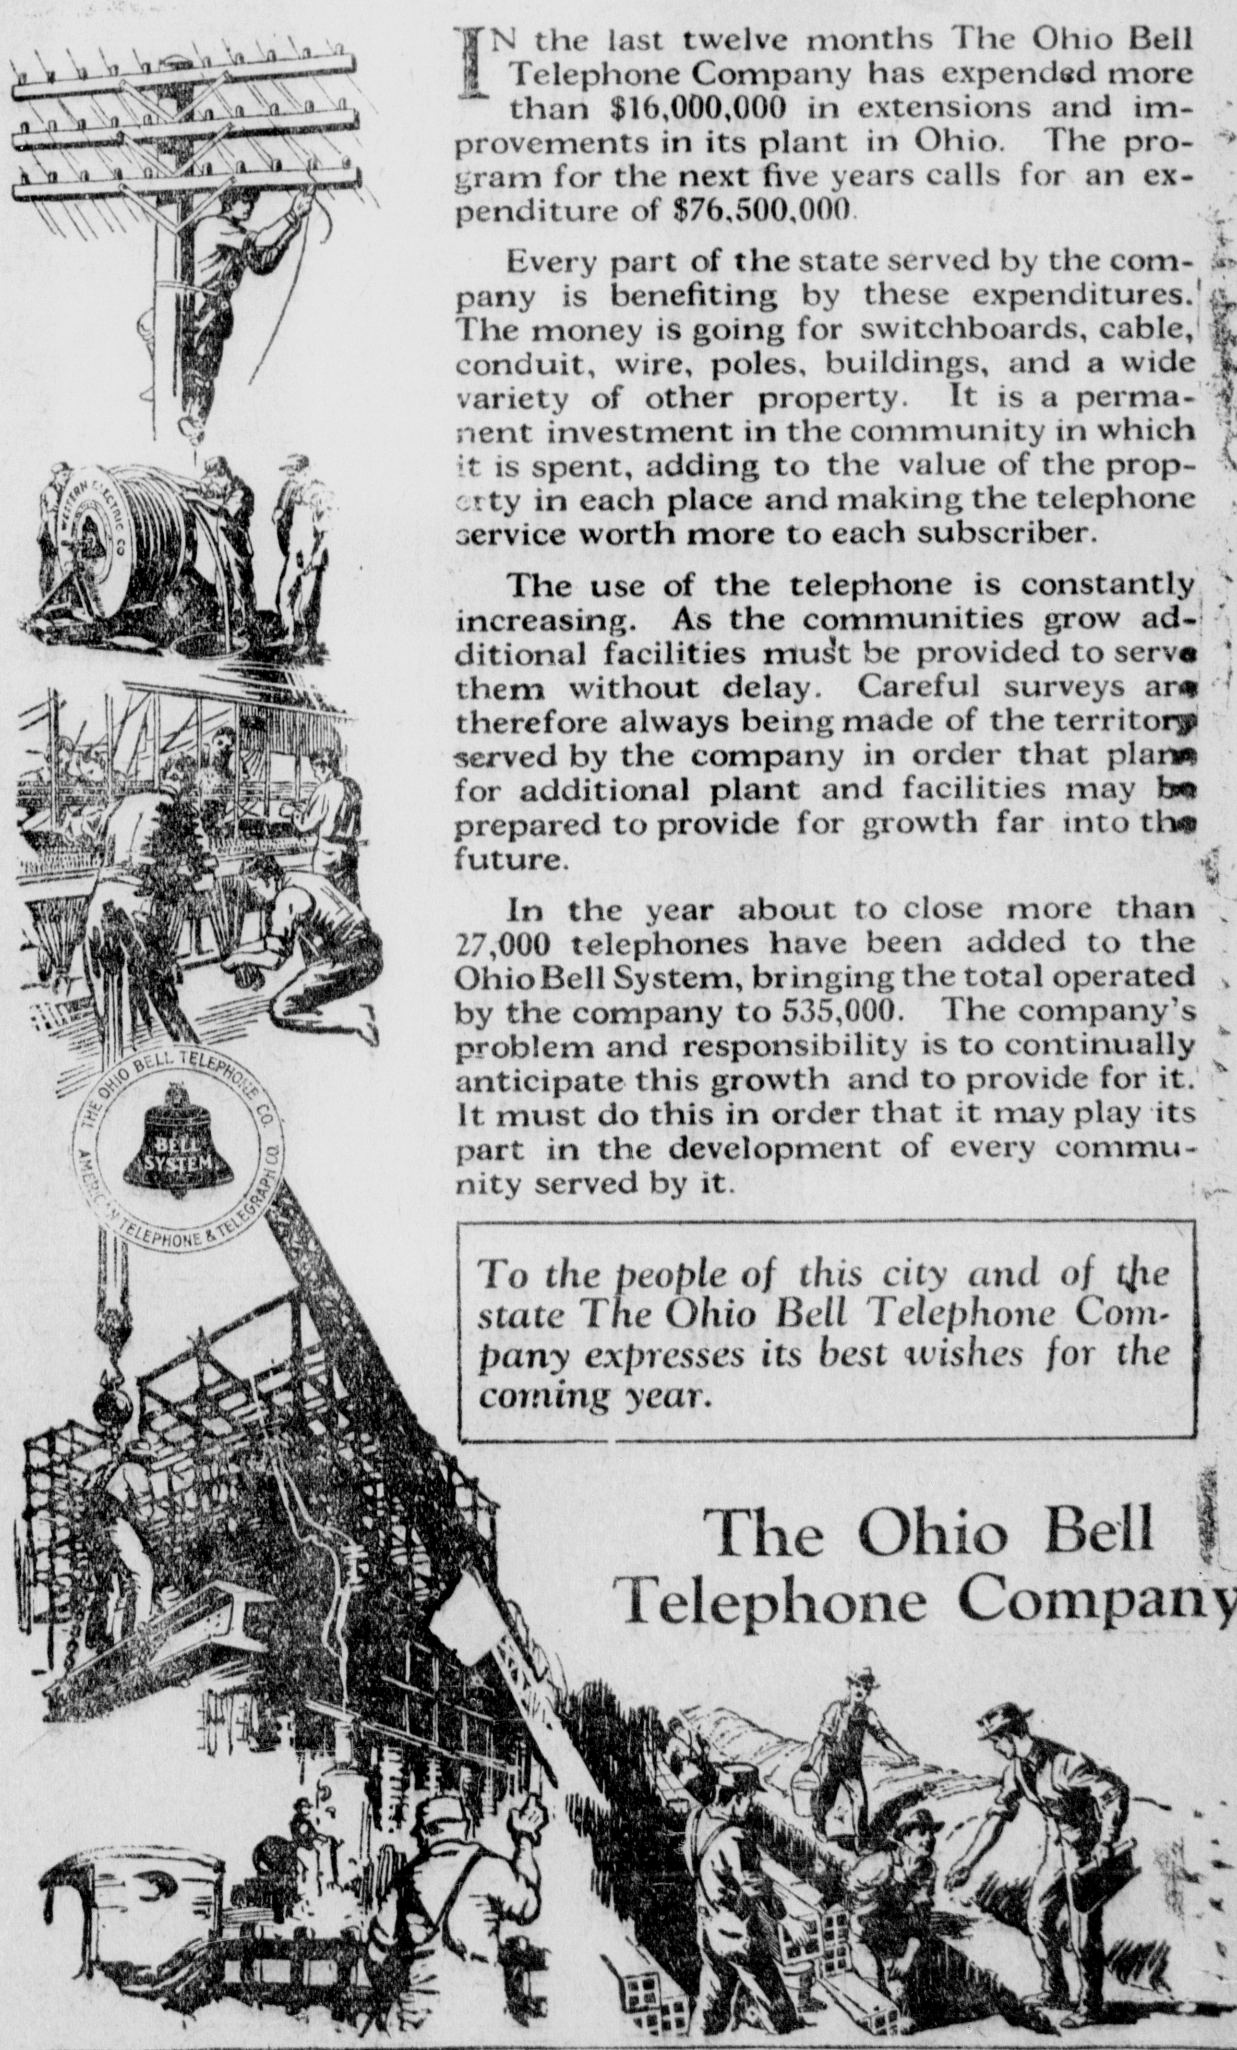 IN the last twelve months The Ohio Bell
Telephone Company has expended more
than $16,000,000 in extensions and im-
provements in its plant in Ohio. The pro-
gram for the next five years calls for an ex-
penditure of $76,500,000.
Every part of the state served by the com-
pany is benefiting by these expenditures.
The money is going for switchboards, cable,
conduit, wire, poles, buildings, and a wide
variety of other property. It is a perma-
nent investment in the community in which
it is spent, adding to the value of the prop-
erty in each place and making the telephone
service worth more to each subscriber.
The use of the telephone is constantly
increasing. As the communities grow ad-
ditional facilities must be provided to serve
them without delay. Careful surveys are
therefore always being made of the territory
served by the company in order that plans
for additional plant and facilities may be
prepared to provide for growth far into the
future.
In the year about to close more than
27,000 telephones have been added to the
Ohio Bell System, bringing the total operated
by the company to 535,000. The company's
problem and responsibility is to continually
anticipate this growth and to provide for it.
It must do this in order that it may play its
part in the development of every commu-
nity served by it.
To the people of this city and of the
state The Ohio Bell Telephone Com-
pany expresses its best wishes for the
coming year.
The Ohio Bell
Telephone Company
WESTERN ELECTRIC CO
THE OHIO BELL TELEPHONE CO.
AMERICAN TELEPHONE & TELEGRAPH CO.
BELL
SYSTEM